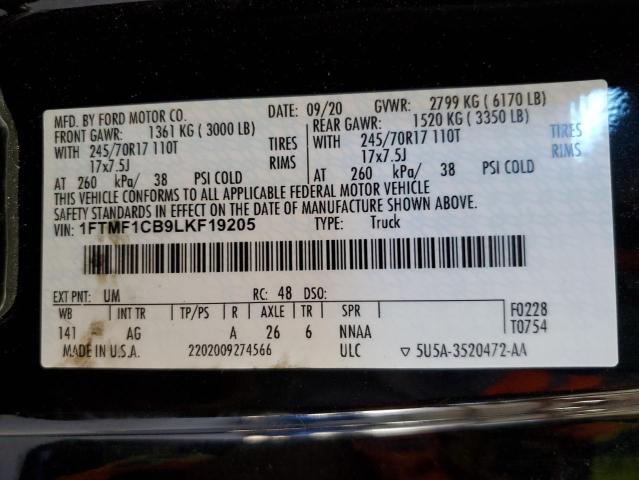 MFD. BY FORD MOTOR CO. DATE: 09/20 GVWR: 2799 KG ( 6170 LB)
FRONT GAWR: 1361 KG ( 3000 LB) REAR GAWR: 1520 KG ( 3350 LB)
WITH 245/70R17 110T TIRES WITH 245/70R17 110T TIRES
17x7.5J RIMS 17x7.5J RIMS
AT 260 kPa/ 38 PSI COLD AT 260 kPa/ 38 PSI COLD
THIS VEHICLE CONFORMS TO ALL APPLICABLE FEDERAL MOTOR VEHICLE
SAFETY STANDARDS IN EFFECT ON THE DATE OF MANUFACTURE SHOWN ABOVE.
VIN: 1FTMF1CB9LKF19205 TYPE: Truck
EXT PNT: UM RC: 48 DSO:
WB INT TR TP/PS R AXLE TR SPR F0228
141 AG A 26 6 NNAA T0754
MADE IN U.S.A. 2202009274566 ULC ▽ 5U5A-3520472-AA